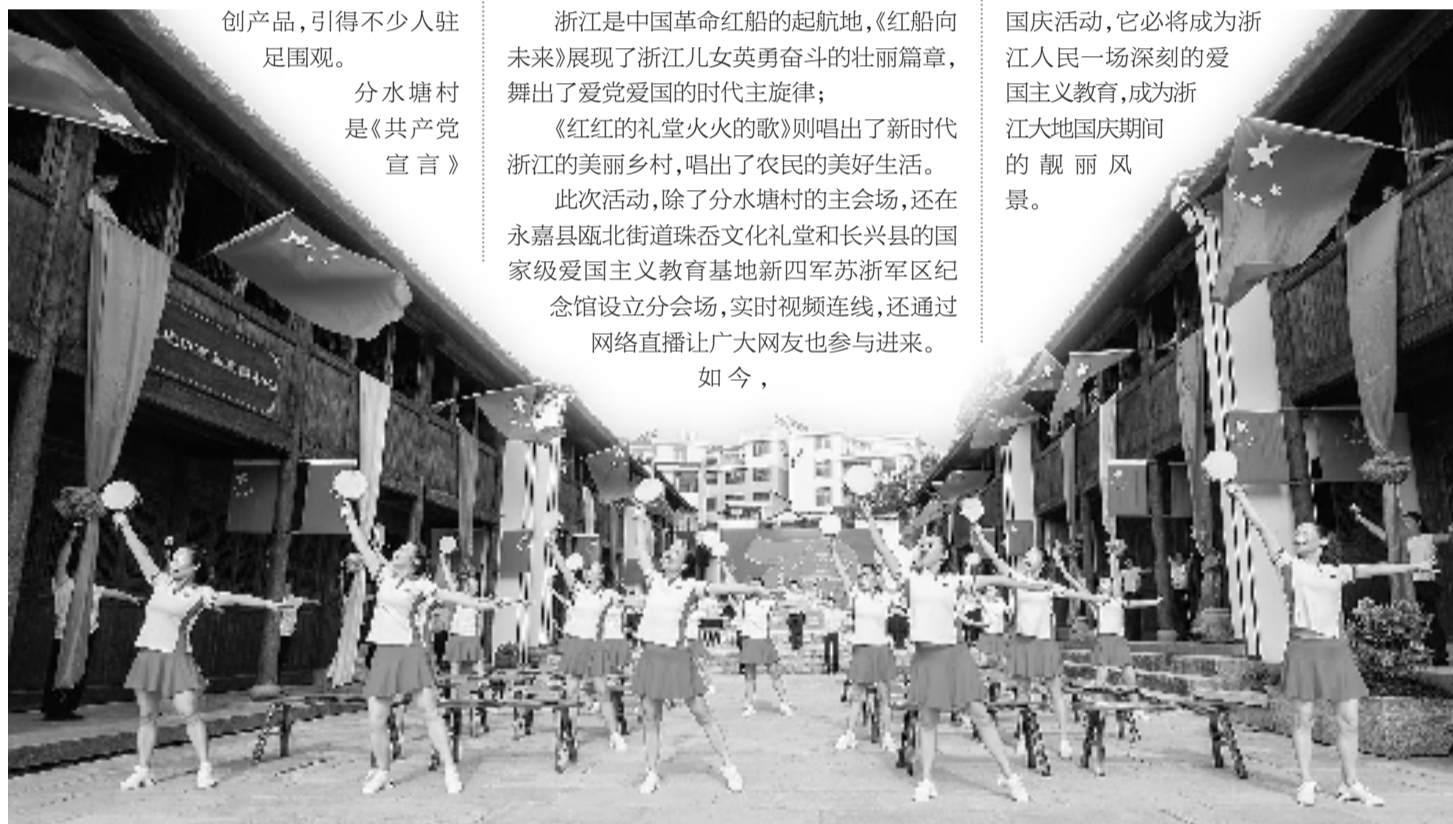 创产品,引得不少人驻
足围观。
分水塘村
是《共产党
宣言》
浙江是中国革命红船的起航地,《红船向
未来》展现了浙江儿女英勇奋斗的壮丽篇章,
舞出了爱党爱国的时代主旋律;
《红红的礼堂火火的歌》则唱出了新时代
浙江的美丽乡村,唱出了农民的美好生活。
此次活动,除了分水塘村的主会场,还在
永嘉县瓯北街道珠岙文化礼堂和长兴县的国
家级爱国主义教育基地新四军苏浙军区纪
念馆设立分会场,实时视频连线,还通过
网络直播让广大网友也参与进来。
如今,
国庆活动,它必将成为浙
江人民一场深刻的爱
国主义教育,成为浙
江大地国庆期间
的靓丽风
景。